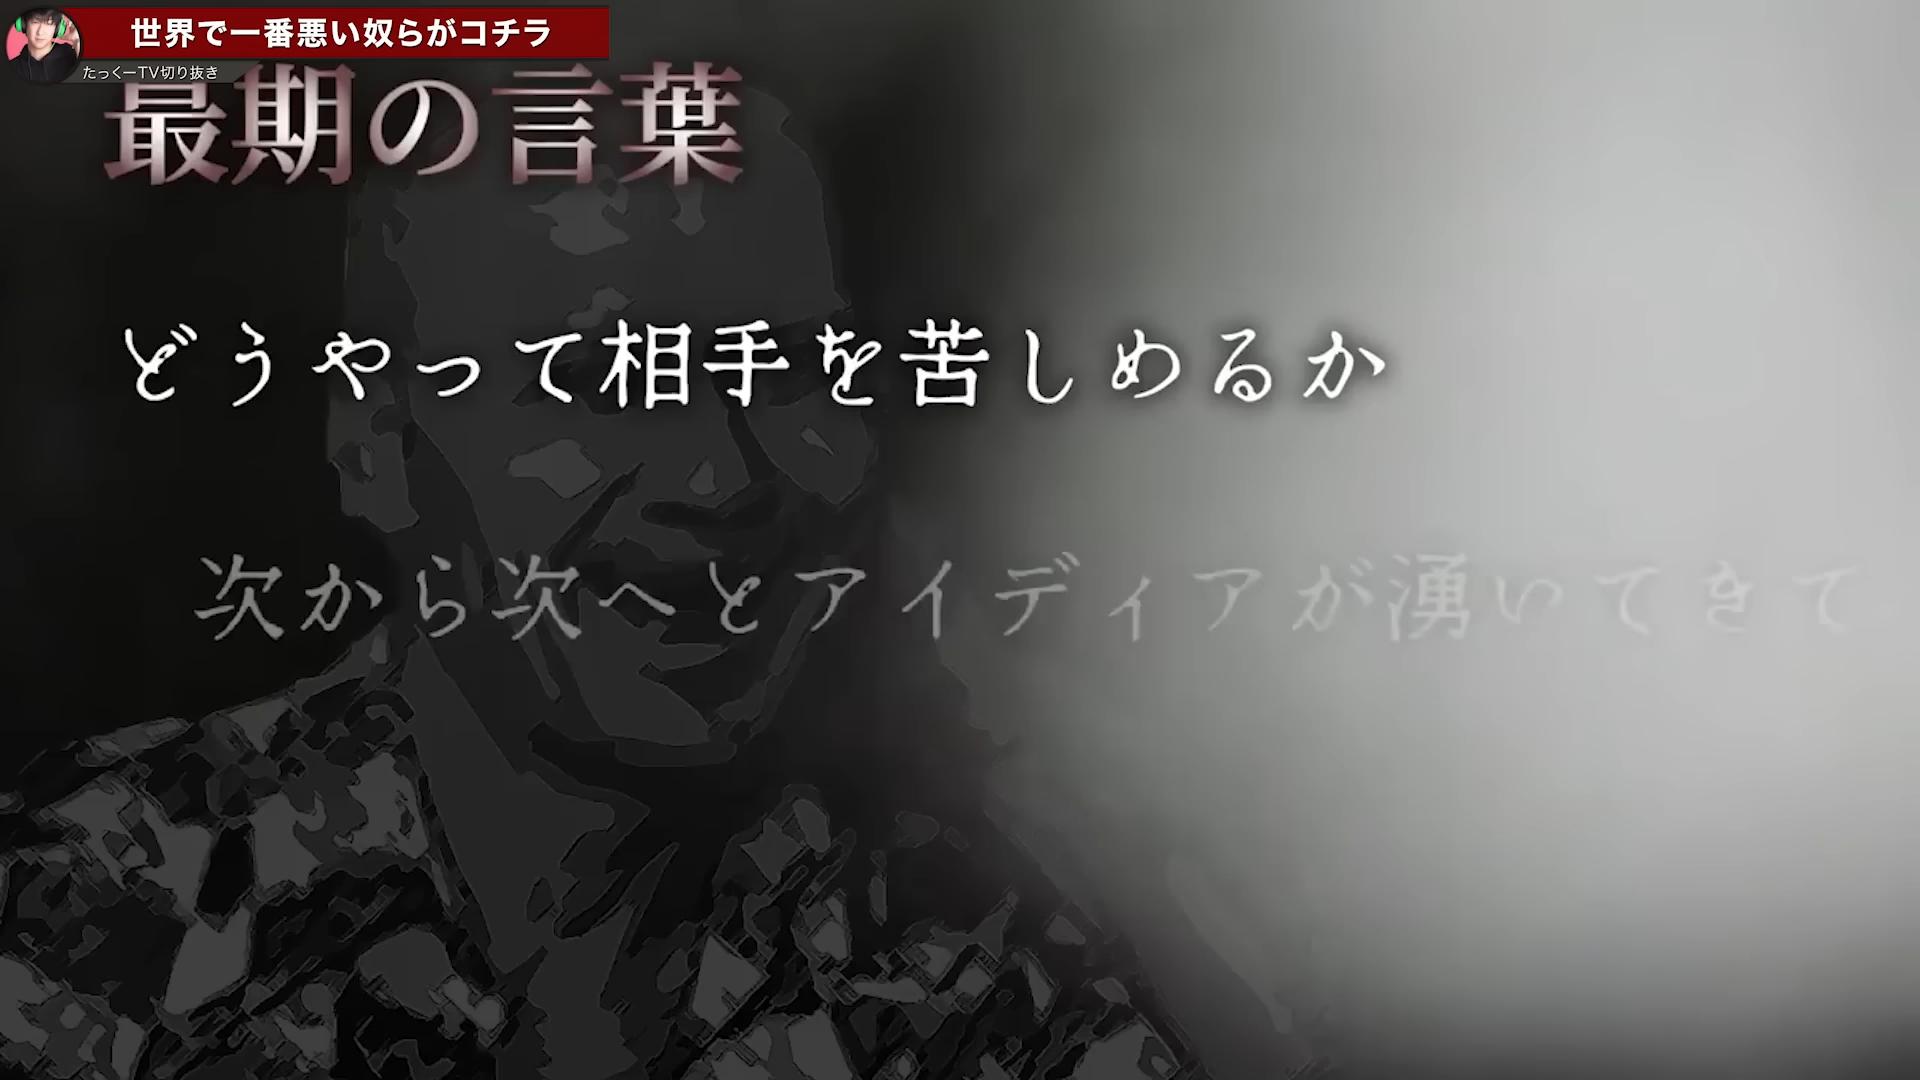 世界で一番悪い奴らがコチラ
たっくーTV切り抜き
最期の言葉
どうやって相手を苦しめるか
次から次へとアイディアが湧いてきて